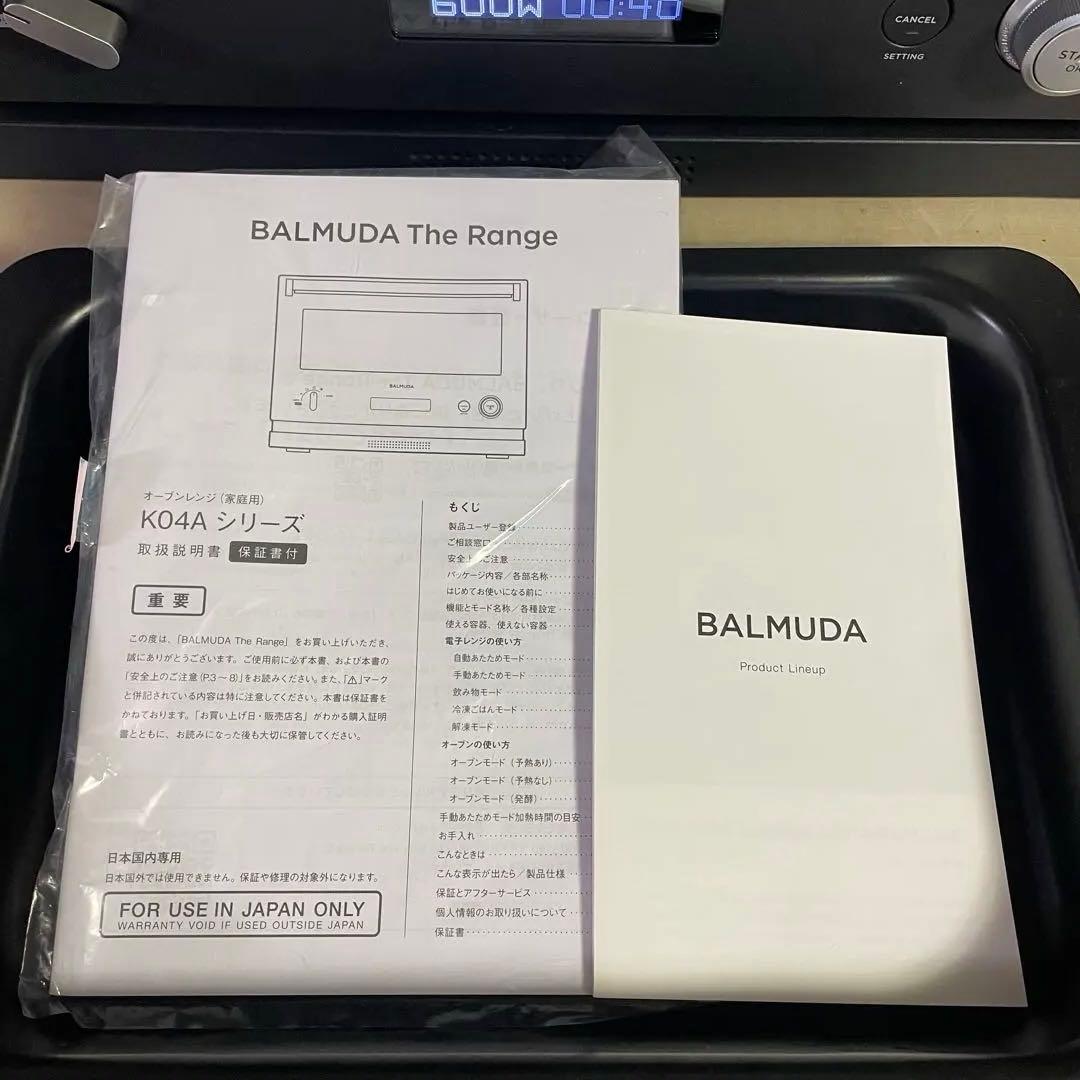 600W 00:40
CANCEL
SETTING
BALMUDA The Range
BALMUDA
オーブンレンジ（家庭用）
K04A シリーズ
取扱説明書 保証書付
重要
この度は、「BALMUDA The Range」をお買い上げいただき、
誠にありがとうございます。ご使用前に必ず本書、および本書の
「安全上のご注意（P.3〜8）」をお読みください。また、「⚠」マーク
と併記されている内容は特に注意してください。本書は保証書を
かねております。「お買い上げ日・販売店名」がわかる購入証明
書とともに、お読みになった後も大切に保管してください。
日本国内専用
日本国外では使用できません。保証や修理の対象外になります。
FOR USE IN JAPAN ONLY
WARRANTY VOID IF USED OUTSIDE JAPAN
もくじ
製品ユーザー登録
ご相談窓口
安全上のご注意
パッケージ内容／各部名称
はじめてお使いになる前に
機能とモード名称／各種設定
使える容器、使えない容器
電子レンジの使い方
自動あたためモード
手動あたためモード
飲み物モード
冷凍ごはんモード
解凍モード
オーブンの使い方
オーブンモード（予熱あり）
オーブンモード（予熱なし）
オーブンモード（発酵）
手動あたためモード加熱時間の目安
お手入れ
こんなときは
こんな表示が出たら／製品仕様
保証とアフターサービス
個人情報のお取り扱いについて
保証書
BALMUDA
Product Lineup